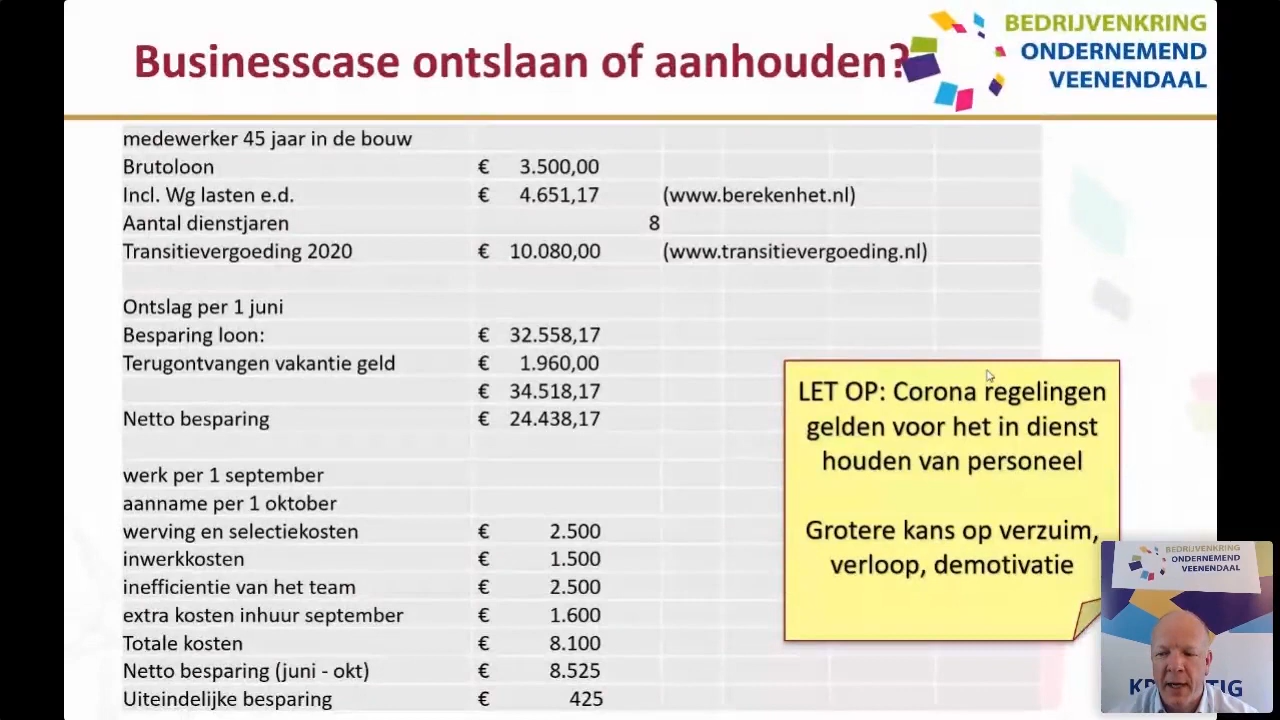 Businesscase ontslaan of aanhouden?
BEDRIJVENKRING
ONDERNEMEND
VEENENDAAL
medewerker 45 jaar in de bouw
Brutoloon € 3.500,00
Incl. Wg lasten e.d. € 4.651,17 (www.berekenhet.nl)
Aantal dienstjaren 8
Transitievergoeding 2020 € 10.080,00 (www.transitievergoeding.nl)
Ontslag per 1 juni
Besparing loon: € 32.558,17
Terugontvangen vakantie geld € 1.960,00
€ 34.518,17
Netto besparing € 24.438,17
werk per 1 september
aanname per 1 oktober
werving en selectiekosten € 2.500
inwerkkosten € 1.500
inefficientie van het team € 2.500
extra kosten inhuur september € 1.600
Totale kosten € 8.100
Netto besparing (juni - okt) € 8.525
Uiteindelijke besparing € 425
LET OP: Corona regelingen
gelden voor het in dienst
houden van personeel
Grotere kans op verzuim,
verloop, demotivatie
BEDRIJVENKRING
ONDERNEMEND
VEENENDAAL